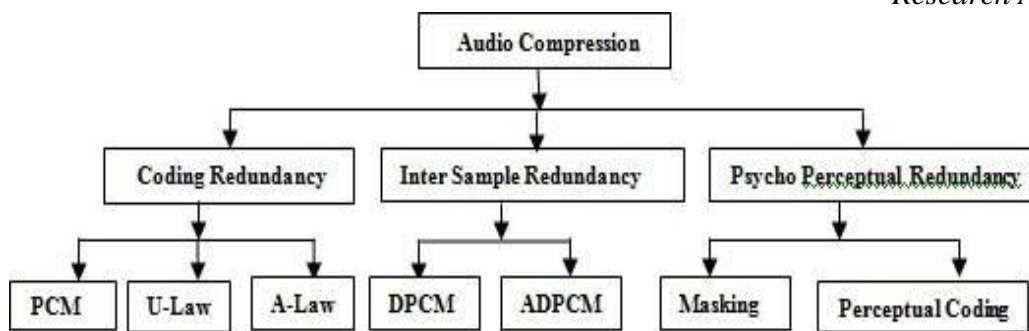 Research
Audio Compression
Coding Redundancy
Inter Sample Redundancy
Psycho Perceptual Redundancy
PCM
U-Law
A-Law
DPCM
ADPCM
Masking
Perceptual Coding